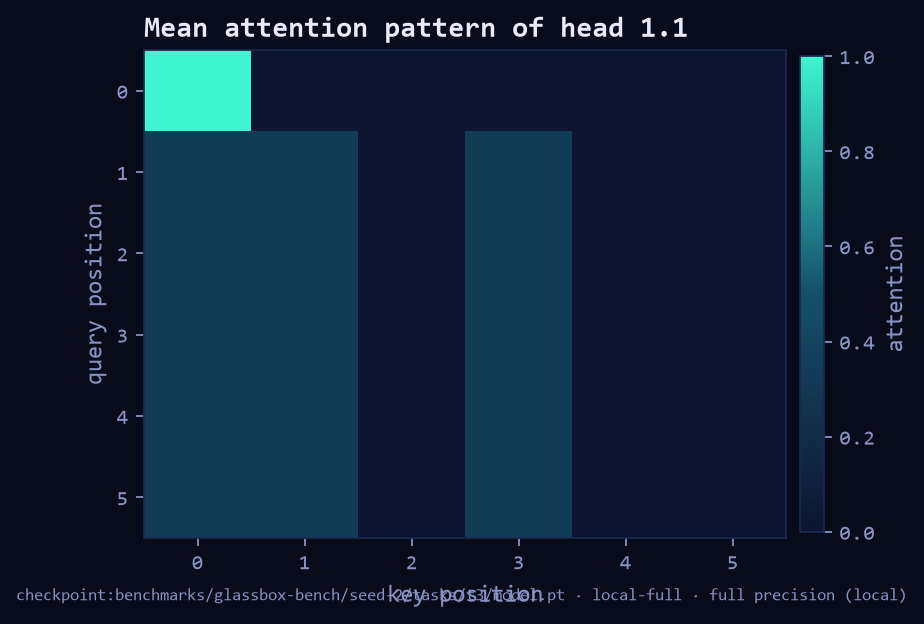 Mean attention pattern of head 1.1
0
1
2
3
4
5
query position
0 1 2 3 4 5
key position
checkpoint:benchmarks/glassbox-bench/seed- .pt · local-full · full precision (local)
1.0
0.8
0.6
0.4
0.2
0.0
attention